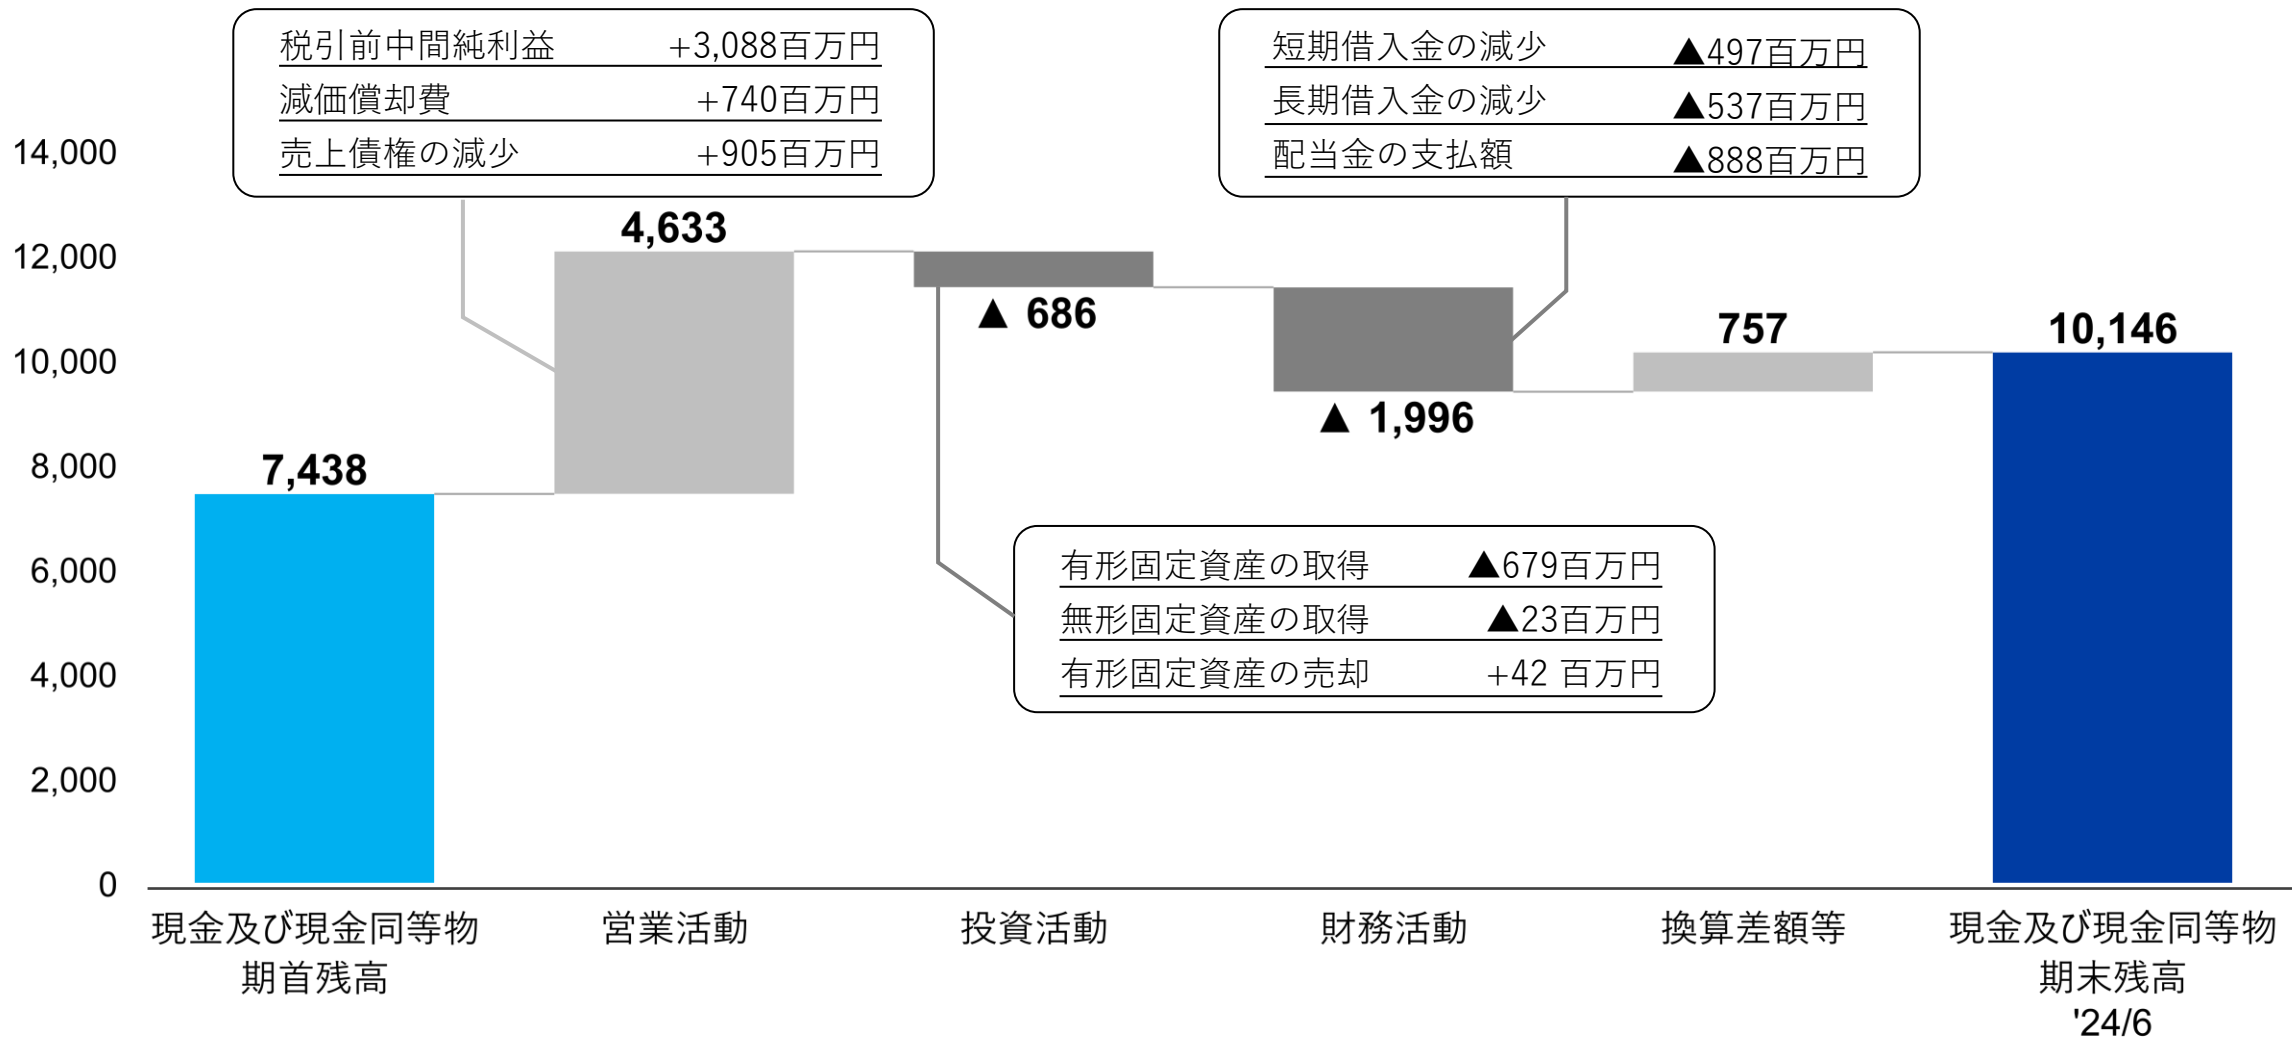 税引前中間純利益 +3,088百万円
減価償却費 +740百万円
売上債権の減少 +905百万円
短期借入金の減少 ▲497百万円
長期借入金の減少 ▲537百万円
配当金の支払額 ▲888百万円
14,000
12,000
10,000
8,000
6,000
4,000
2,000
0
7,438
4,633
▲ 686
▲ 1,996
757
10,146
有形固定資産の取得 ▲679百万円
無形固定資産の取得 ▲23百万円
有形固定資産の売却 +42 百万円
現金及び現金同等物
期首残高
営業活動
投資活動
財務活動
換算差額等
現金及び現金同等物
期末残高
'24/6